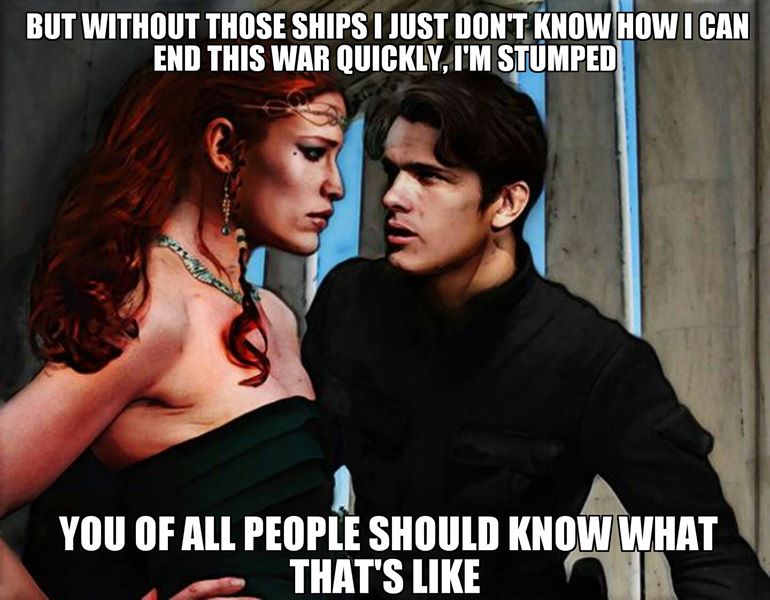 BUT WITHOUT THOSE SHIPS I JUST DON'T KNOW HOW I CAN
END THIS WAR QUICKLY, I'M STUMPED
YOU OF ALL PEOPLE SHOULD KNOW WHAT
THAT'S LIKE